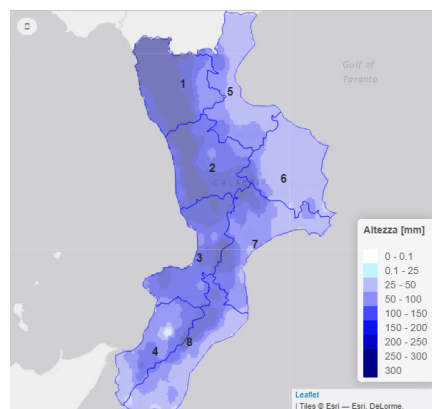 Gulf of
Taranto
1
5
2
CALABRIA
6
7
3
4
8
Altezza [mm]
0 - 0.1
0.1 - 25
25 - 50
50 - 100
100 - 150
150 - 200
200 - 250
250 - 300
300
Leaflet
| Tiles © Esri — Esri, DeLorme,